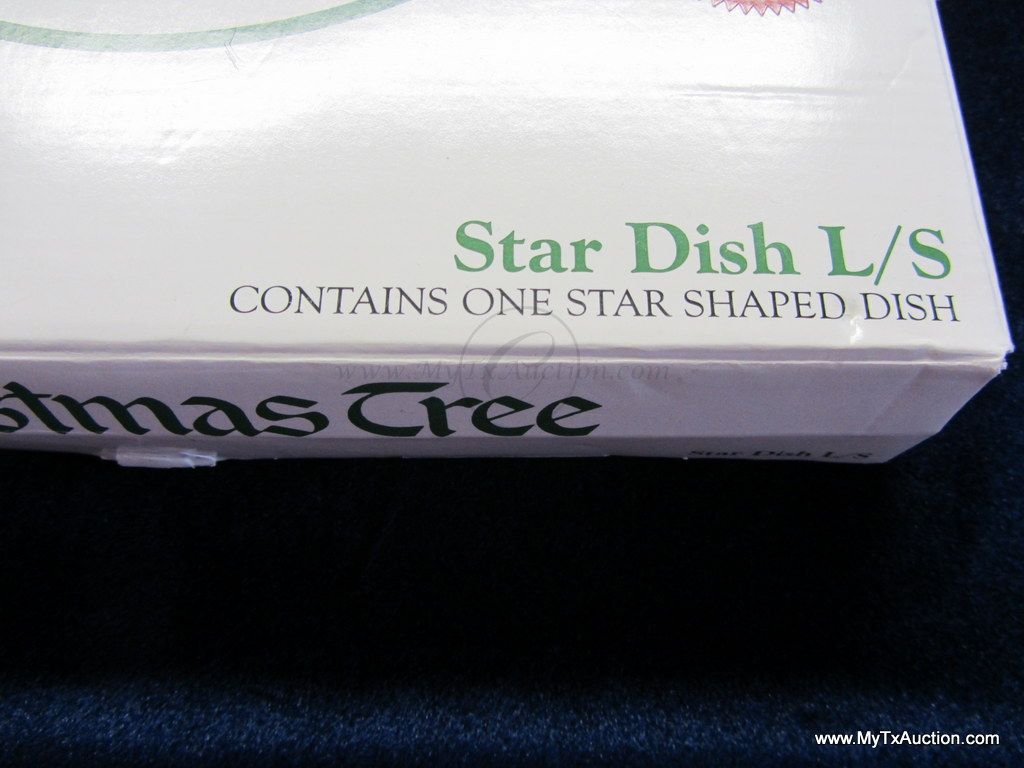 Star Dish L/S
CONTAINS ONE STAR SHAPED DISH
www.MyTxAuction.com
stmas Tree
Star Dish L/S
www.MyTxAuction.com